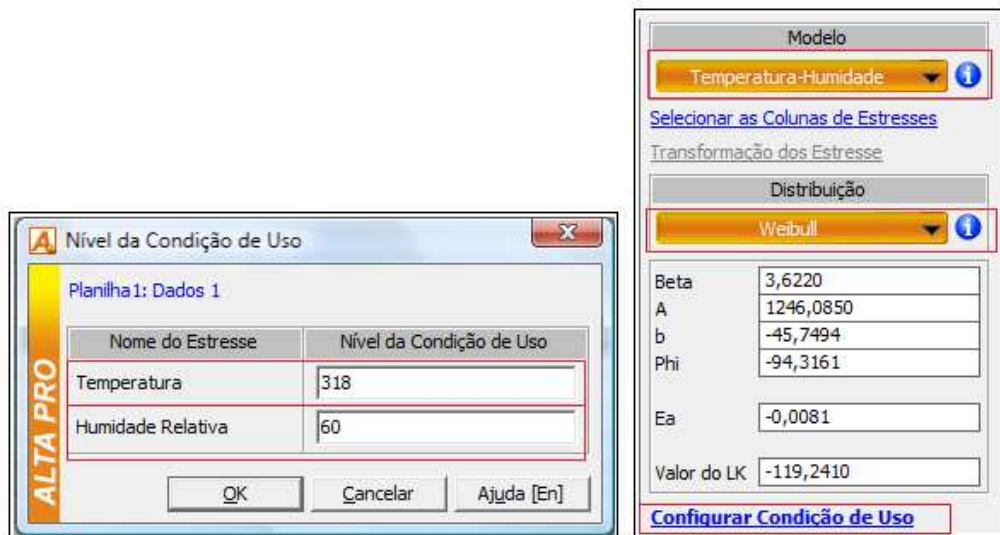 Nível da Condição de Uso
Planilha1: Dados 1
Nome do Estresse Nível da Condição de Uso
Temperatura 318
Humidade Relativa 60
OK Cancelar Ajuda [En]
ALTA PRO
Modelo
Temperatura-Humidade
Selecionar as Colunas de Estresses
Transformação dos Estresse
Distribuição
Weibull
Beta 3,6220
A 1246,0850
b -45,7494
Phi -94,3161
Ea -0,0081
Valor do LK -119,2410
Configurar Condição de Uso